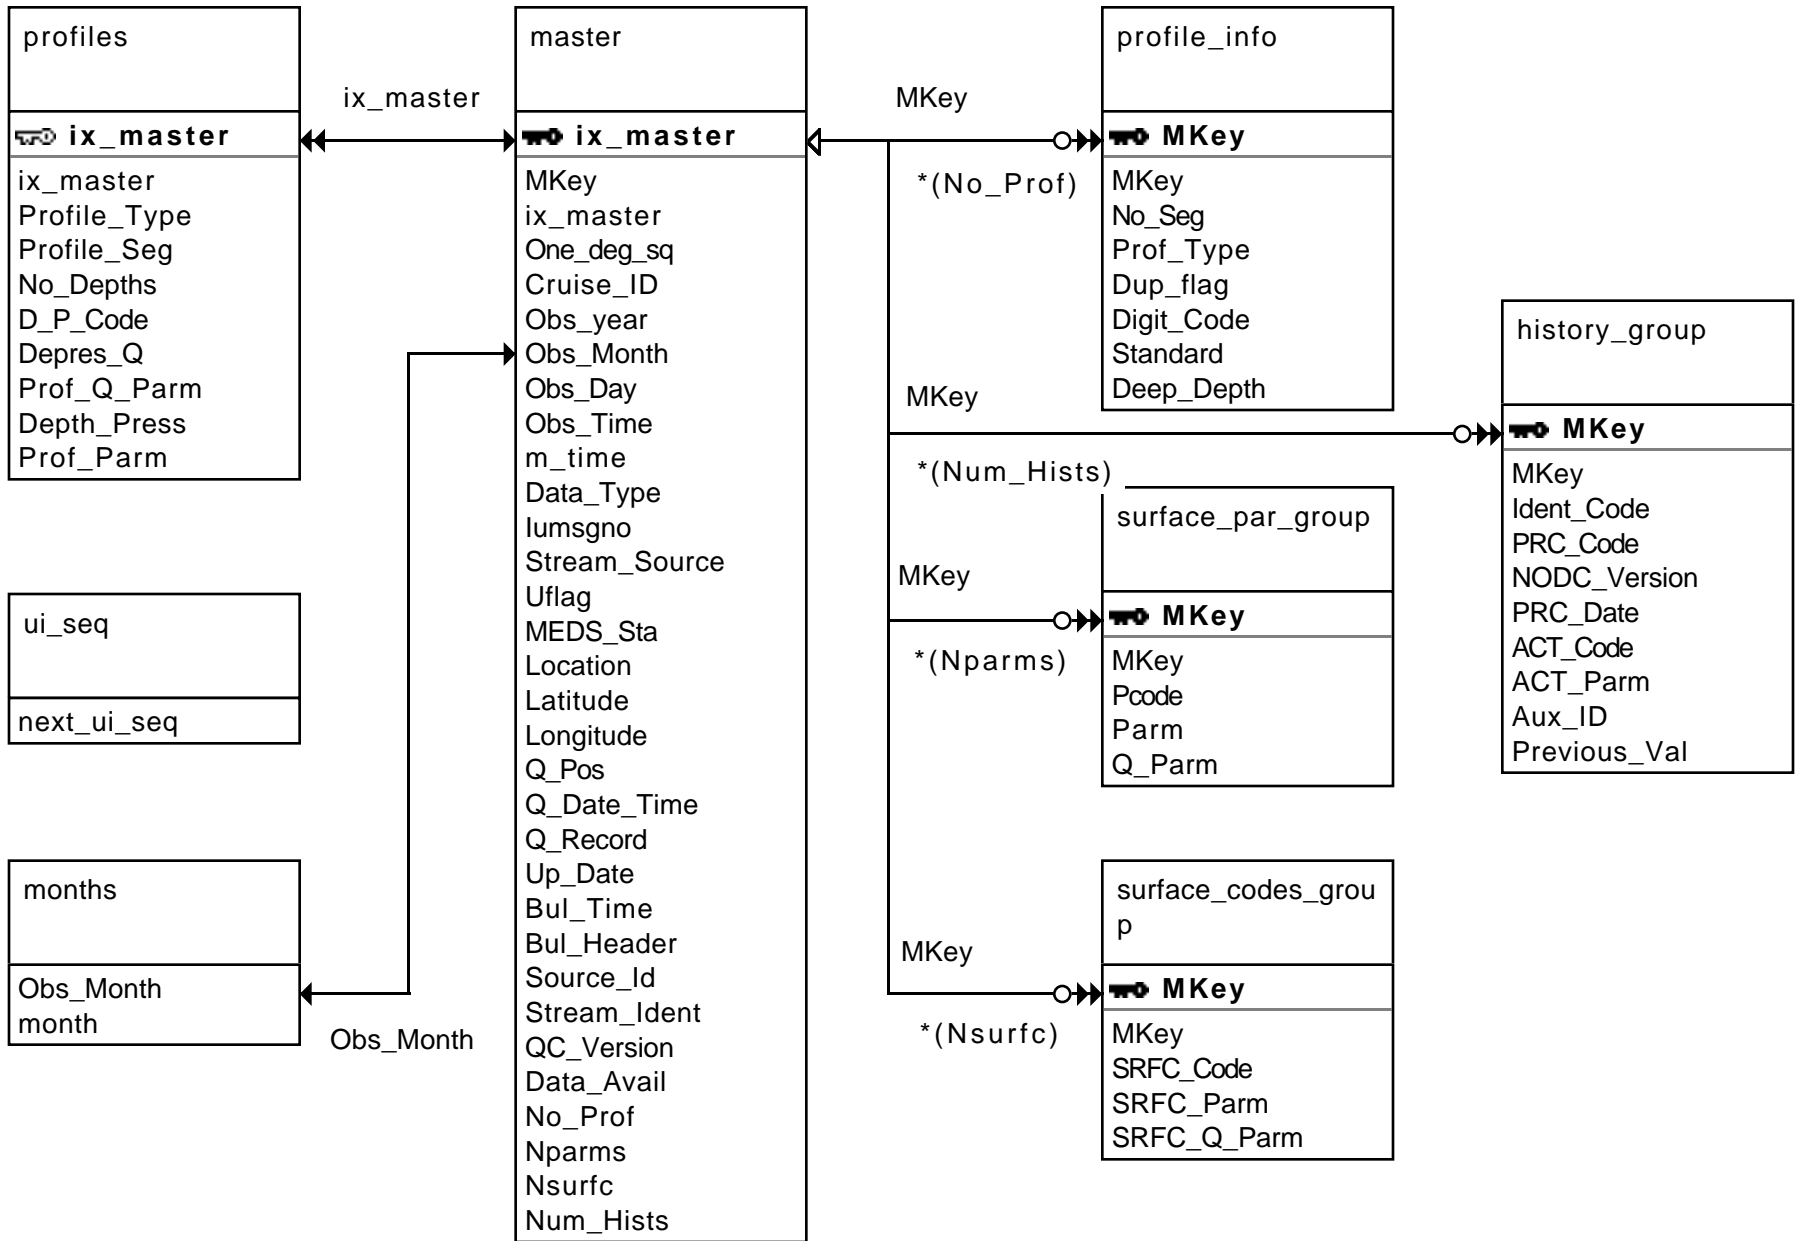 profiles
ix_master
ix_master
Profile_Type
Profile_Seg
No_Depths
D_P_Code
Depres_Q
Prof_Q_Parm
Depth_Press
Prof_Parm
ui_seq
next_ui_seq
months
Obs_Month
month
ix_master
Obs_Month
master
ix_master
MKey
ix_master
One_deg_sq
Cruise_ID
Obs_year
Obs_Month
Obs_Day
Obs_Time
m_time
Data_Type
Iumsgno
Stream_Source
Uflag
MEDS_Sta
Location
Latitude
Longitude
Q_Pos
Q_Date_Time
Q_Record
Up_Date
Bul_Time
Bul_Header
Source_Id
Stream_Ident
QC_Version
Data_Avail
No_Prof
Nparms
Nsurfc
Num_Hists
MKey
*(No_Prof)
MKey
*(Num_Hists)
MKey
*(Nparms)
MKey
*(Nsurfc)
profile_info
MKey
MKey
No_Seg
Prof_Type
Dup_flag
Digit_Code
Standard
Deep_Depth
surface_par_group
MKey
MKey
Pcode
Parm
Q_Parm
surface_codes_grou
p
MKey
MKey
SRFC_Code
SRFC_Parm
SRFC_Q_Parm
history_group
MKey
MKey
Ident_Code
PRC_Code
NODC_Version
PRC_Date
ACT_Code
ACT_Parm
Aux_ID
Previous_Val